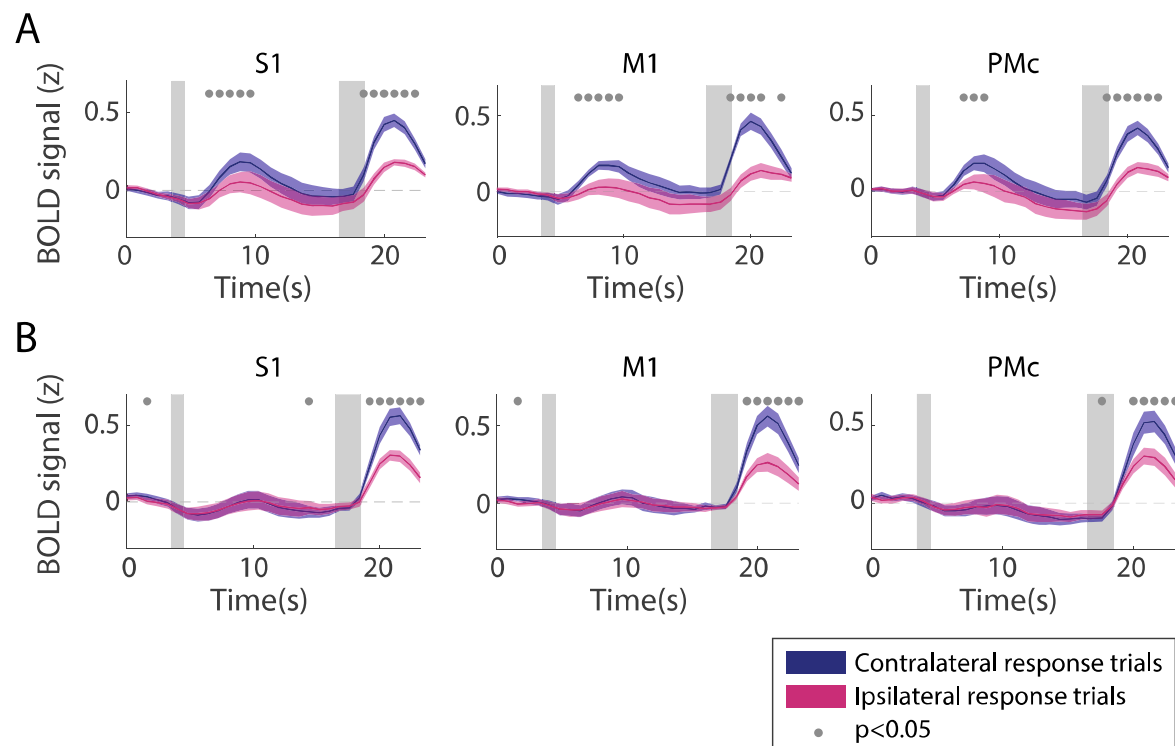 A
S1 M1 PMc
BOLD signal (z)
0.5 0.5 0.5
0 0 0
0 10 20 0 10 20 0 10 20
Time(s) Time(s) Time(s)
B
S1 M1 PMc
BOLD signal (z)
0.5 0.5 0.5
0 0 0
0 10 20 0 10 20 0 10 20
Time(s) Time(s) Time(s)
Contralateral response trials
Ipsilateral response trials
p<0.05